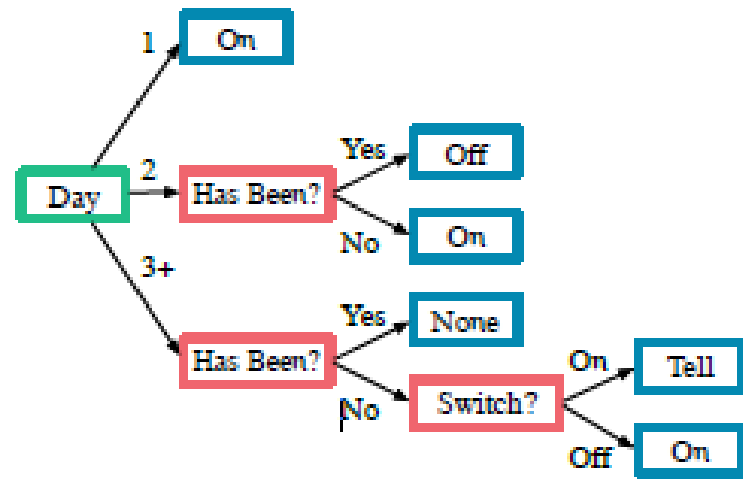 1
On
Yes
Off
2
Day
Has Been?
No
On
3+
Yes
None
Has Been?
On
Tell
No
Switch?
Off
On